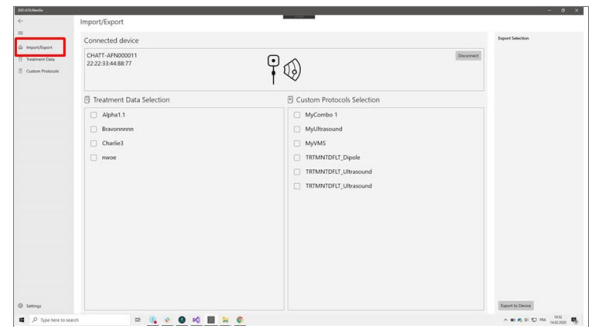 Import/Export
Import/Export
Treatment Data
Custom Protocols
Connected device
CHATT-AFN000011
22:22:33:44:88:77
Disconnect
Treatment Data Selection
Alpha1.1
Bravonnnnn
Charlie3
nwoe
Custom Protocols Selection
MyCombo 1
MyUltrasound
MyVMS
TRTMNTDFLT_Dipole
TRTMNTDFLT_Ultrasound
TRTMNTDFLT_Ultrasound
Export Selection
Export to Device
Settings
Type here to search